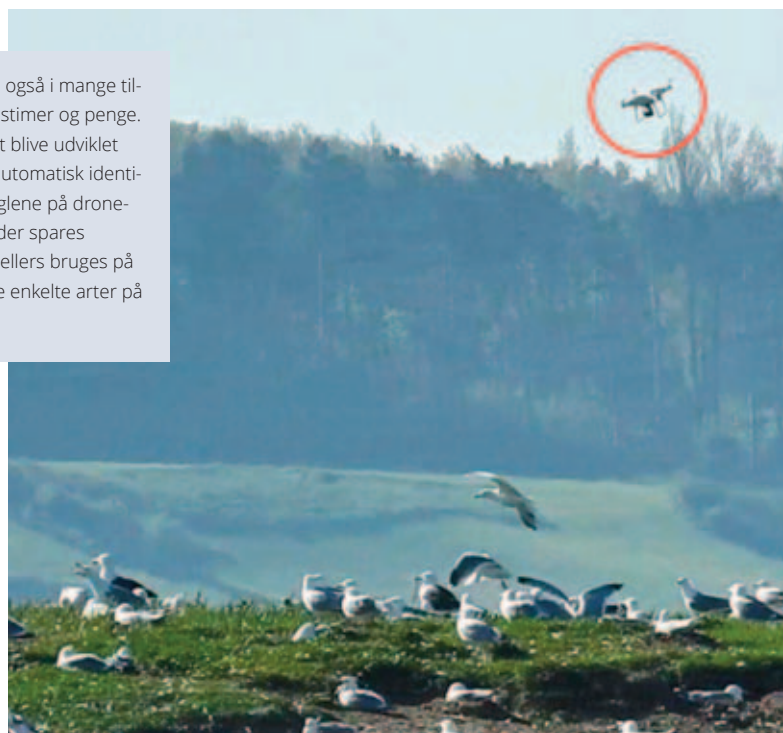 også i mange til-
stimer og penge.
t blive udviklet
utomatisk identi-
glene på drone-
der spares
ellers bruges på
e enkelte arter på